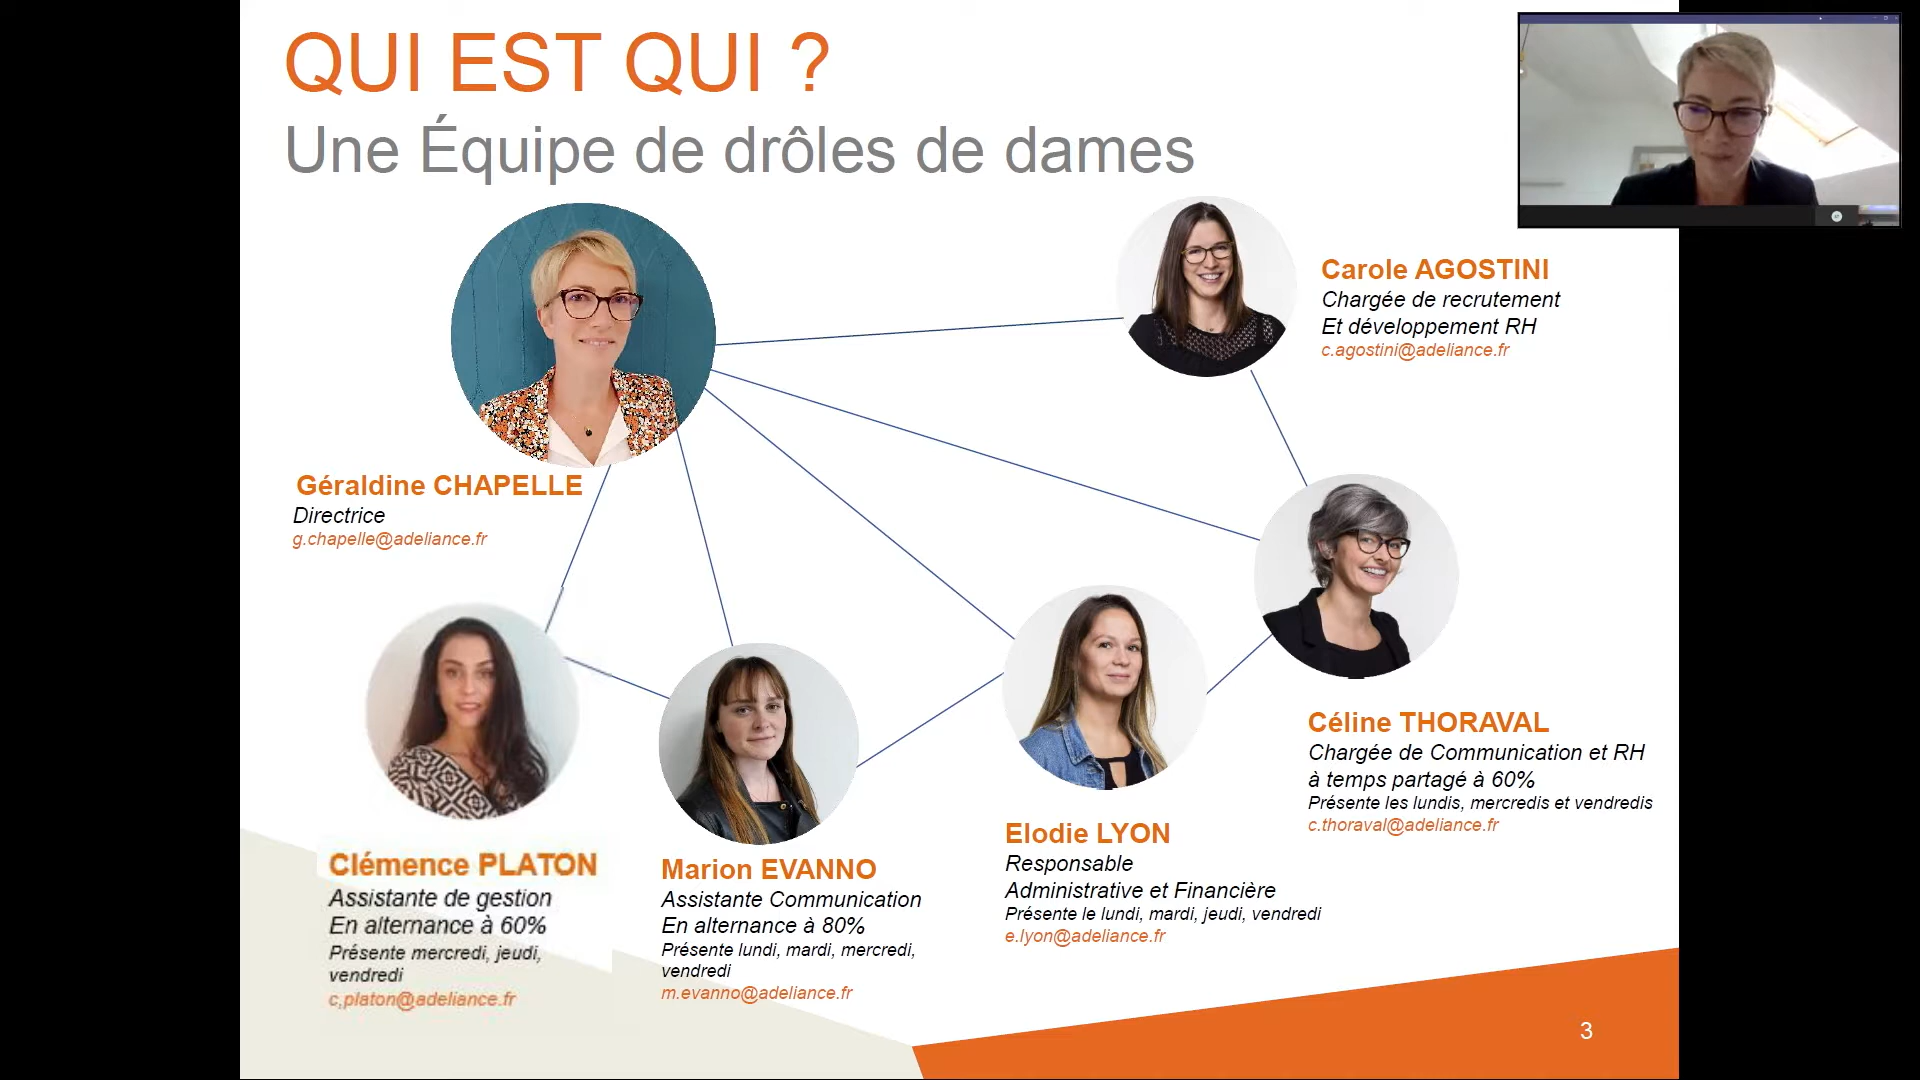 QUI EST QUI ?
Une Équipe de drôles de dames
Carole AGOSTINI
Chargée de recrutement
Et développement RH
c.agostini@adeliance.fr
Géraldine CHAPELLE
Directrice
g.chapelle@adeliance.fr
Céline THORAVAL
Chargée de Communication et RH
à temps partagé à 60%
Présente les lundis, mercredis et vendredis
c.thoraval@adeliance.fr
Elodie LYON
Responsable
Administrative et Financière
Présente le lundi, mardi, jeudi, vendredi
e.lyon@adeliance.fr
Marion EVANNO
Assistante Communication
En alternance à 80%
Présente lundi, mardi, mercredi,
vendredi
m.evanno@adeliance.fr
Clémence PLATON
Assistante de gestion
En alternance à 60%
Présente mercredi, jeudi,
vendredi
c,platon@adeliance.fr
3